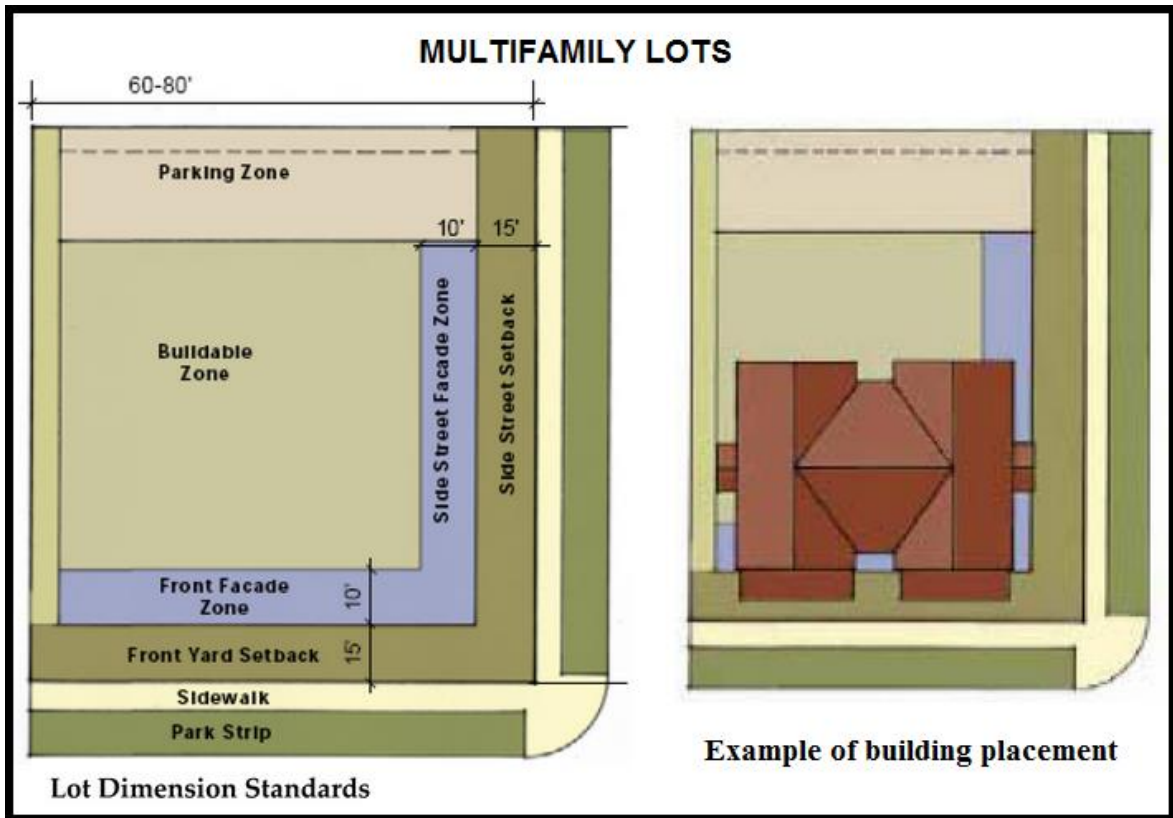 MULTIFAMILY LOTS
60-80'
Parking Zone
10'
15'
Buildable
Zone
Side Street Facade Zone
Side Street Setback
Front Facade
Zone
10'
Front Yard Setback
15'
Sidewalk
Park Strip
Lot Dimension Standards
Example of building placement